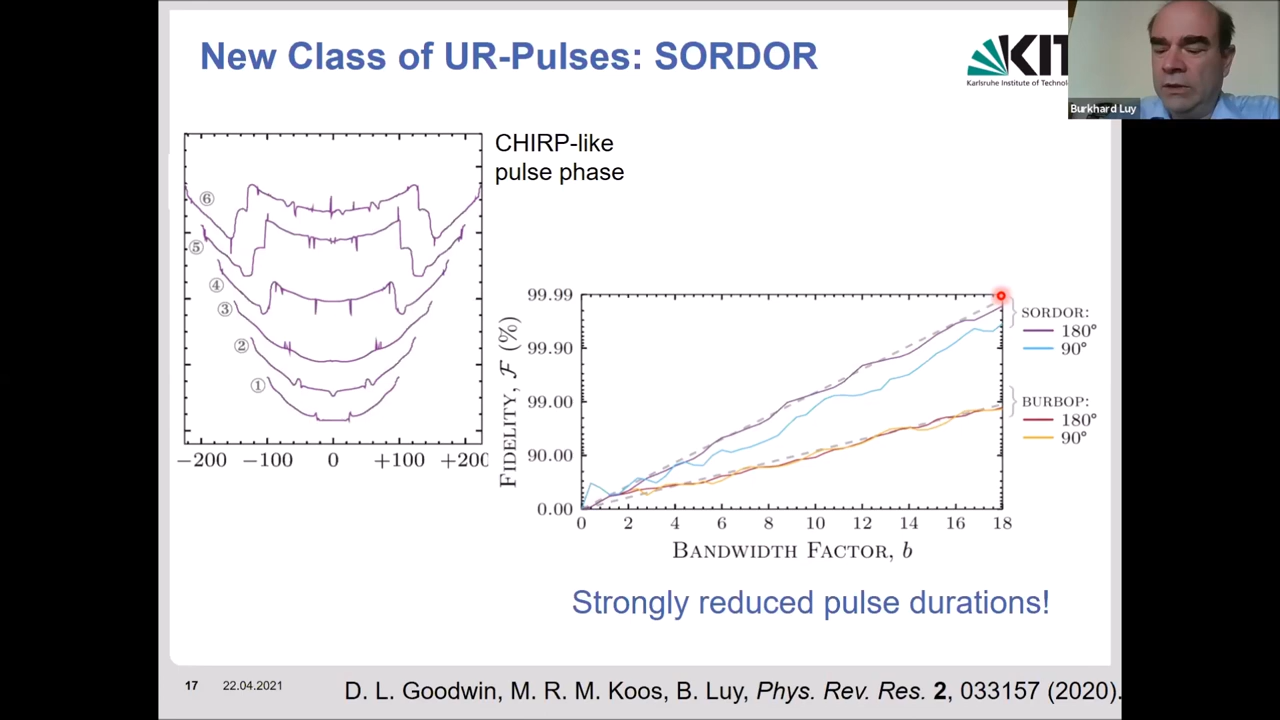 New Class of UR-Pulses: SORDOR
KIT
Karlsruhe Institute of Technolo
Burkhard Luy
CHIRP-like
pulse phase
⑥
⑤
④
③
②
①
−200 −100 0 +100 +200
FIDELITY, F (%)
99.99
99.90
99.00
90.00
0.00
0 2 4 6 8 10 12 14 16 18
BANDWIDTH FACTOR, b
SORDOR:
180°
90°
BURBOP:
180°
90°
Strongly reduced pulse durations!
17 22.04.2021
D. L. Goodwin, M. R. M. Koos, B. Luy, Phys. Rev. Res. 2, 033157 (2020).